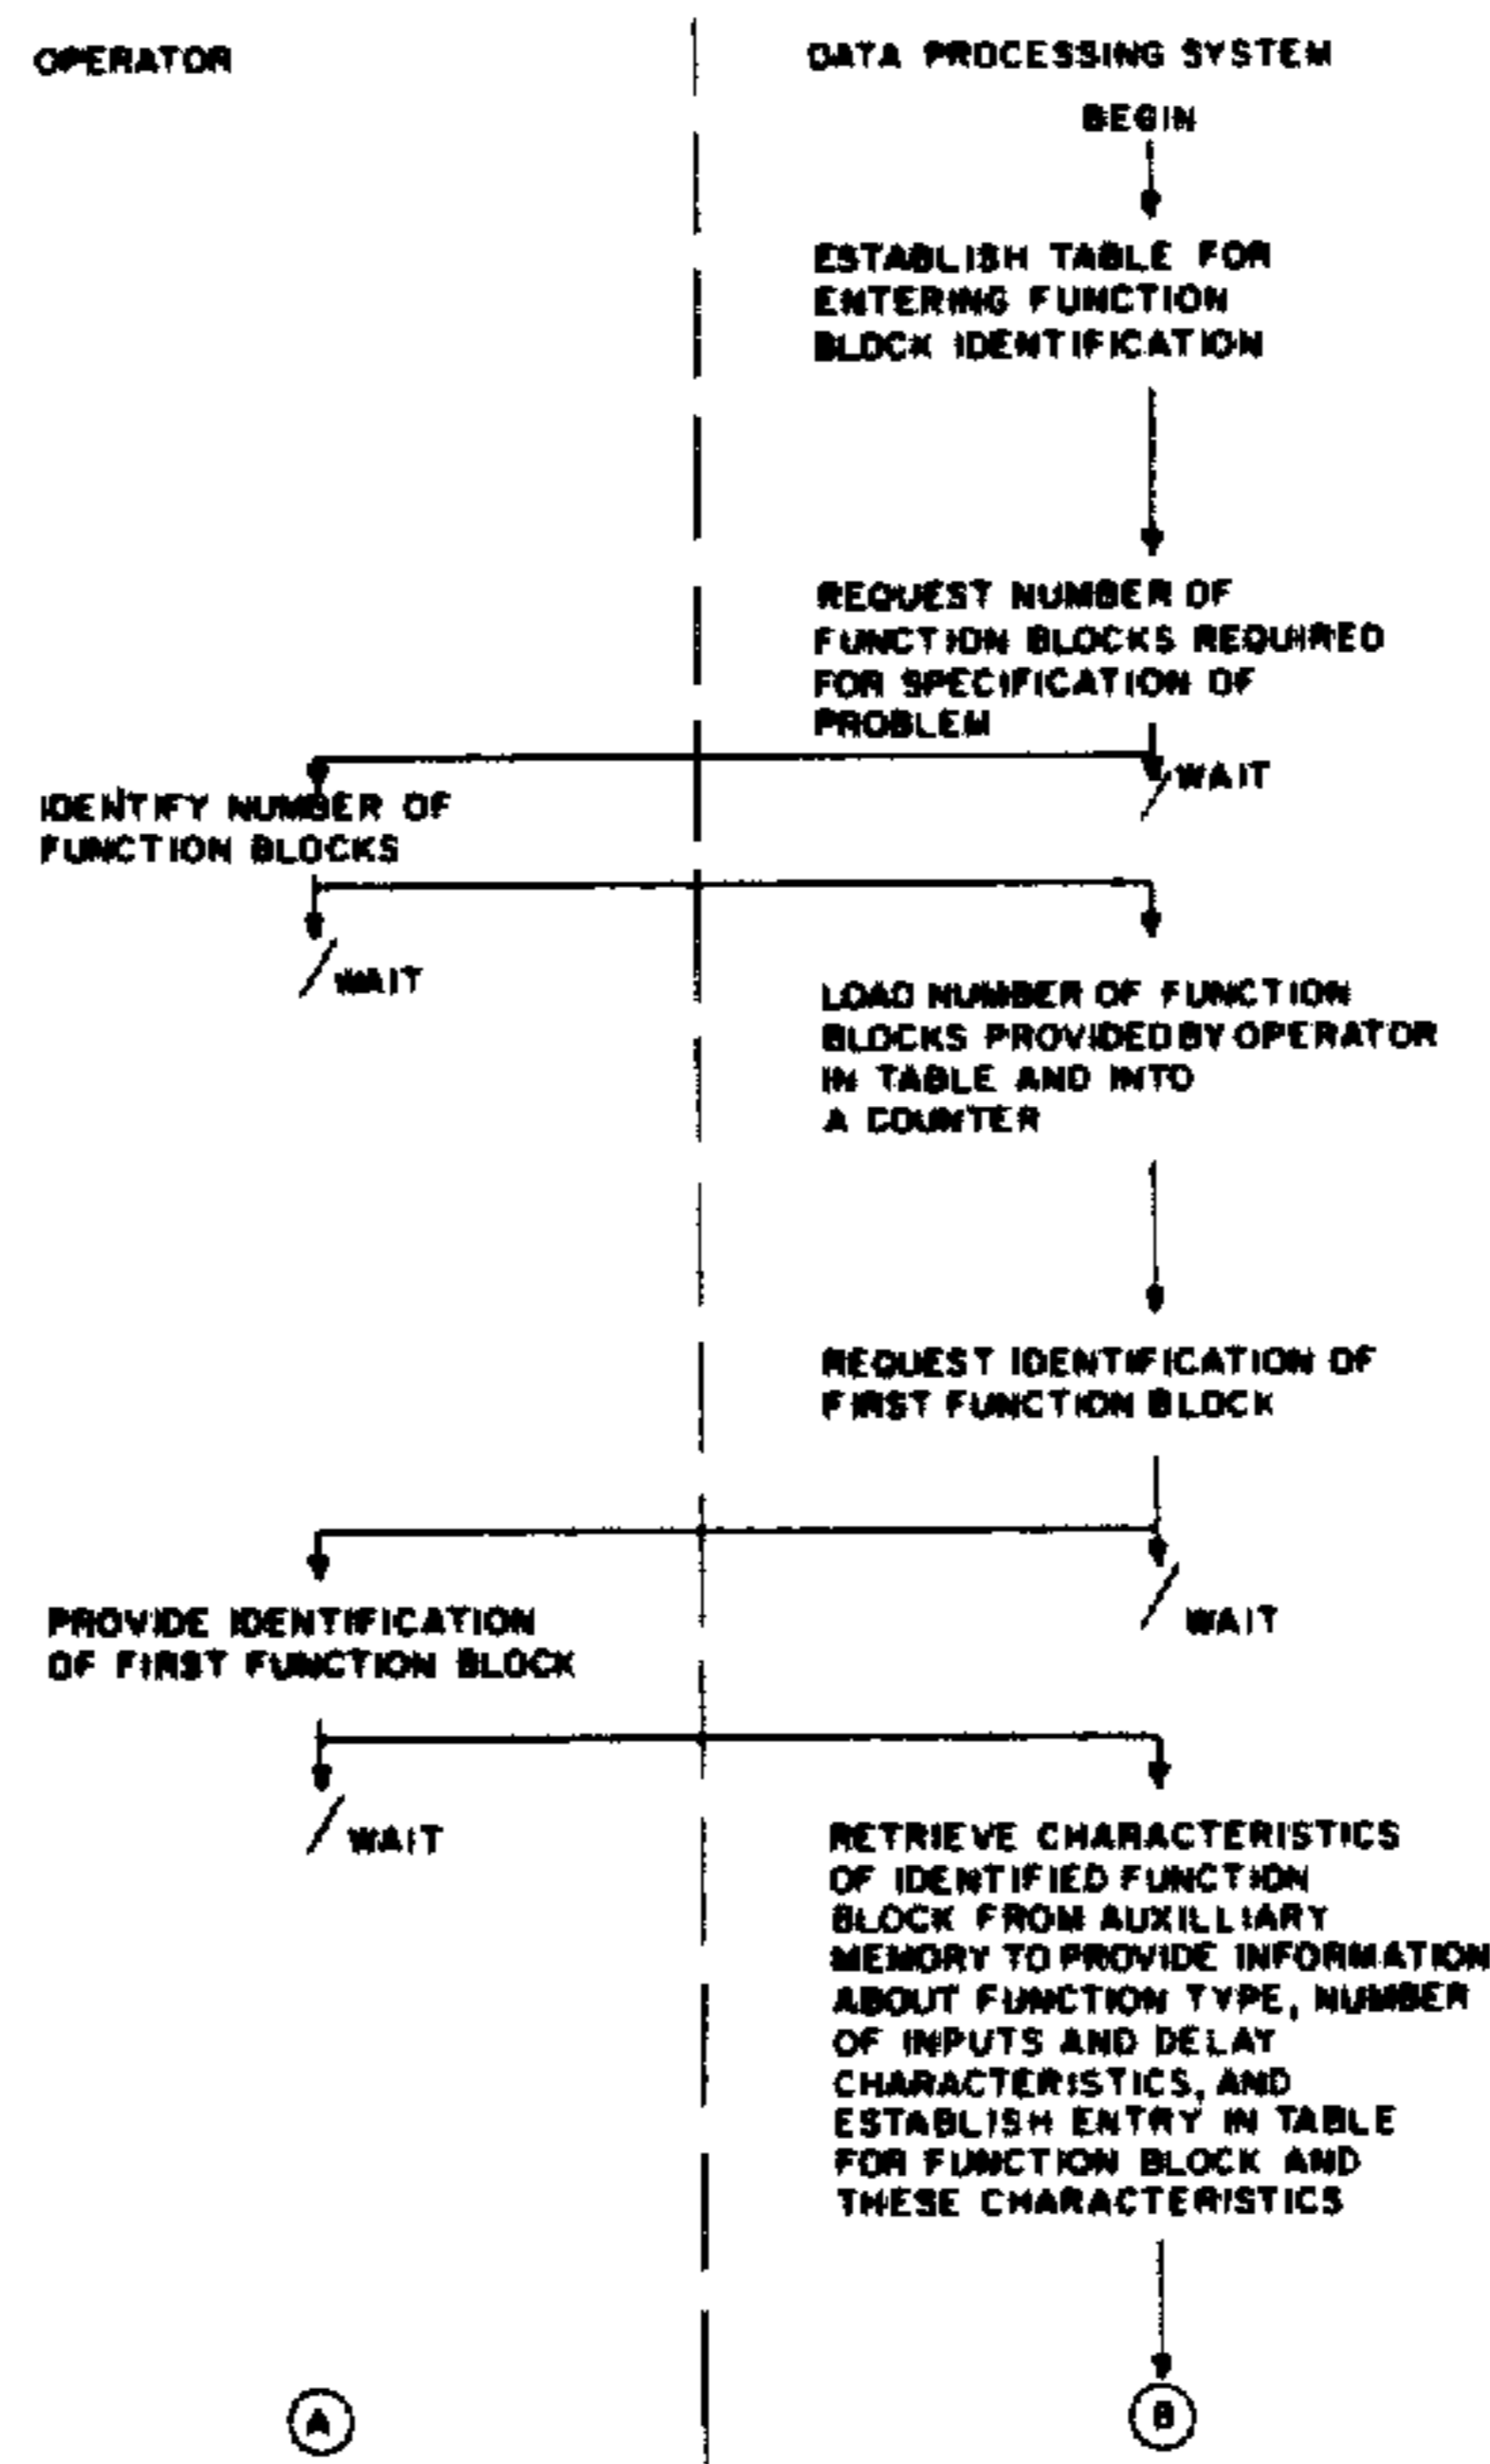 OPERATOR
DATA PROCESSING SYSTEM
BEGIN
ESTABLISH TABLE FOR
ENTERING FUNCTION
BLOCK IDENTIFICATION
REQUEST NUMBER OF
FUNCTION BLOCKS REQUIRED
FOR SPECIFICATION OF
PROBLEM
WAIT
IDENTIFY NUMBER OF
FUNCTION BLOCKS
WAIT
LOAD NUMBER OF FUNCTION
BLOCKS PROVIDED BY OPERATOR
IN TABLE AND INTO
A COUNTER
REQUEST IDENTIFICATION OF
FIRST FUNCTION BLOCK
WAIT
PROVIDE IDENTIFICATION
OF FIRST FUNCTION BLOCK
WAIT
RETRIEVE CHARACTERISTICS
OF IDENTIFIED FUNCTION
BLOCK FROM AUXILLIARY
MEMORY TO PROVIDE INFORMATION
ABOUT FUNCTION TYPE, NUMBER
OF INPUTS AND DELAY
CHARACTERISTICS, AND
ESTABLISH ENTRY IN TABLE
FOR FUNCTION BLOCK AND
THESE CHARACTERISTICS
A
B